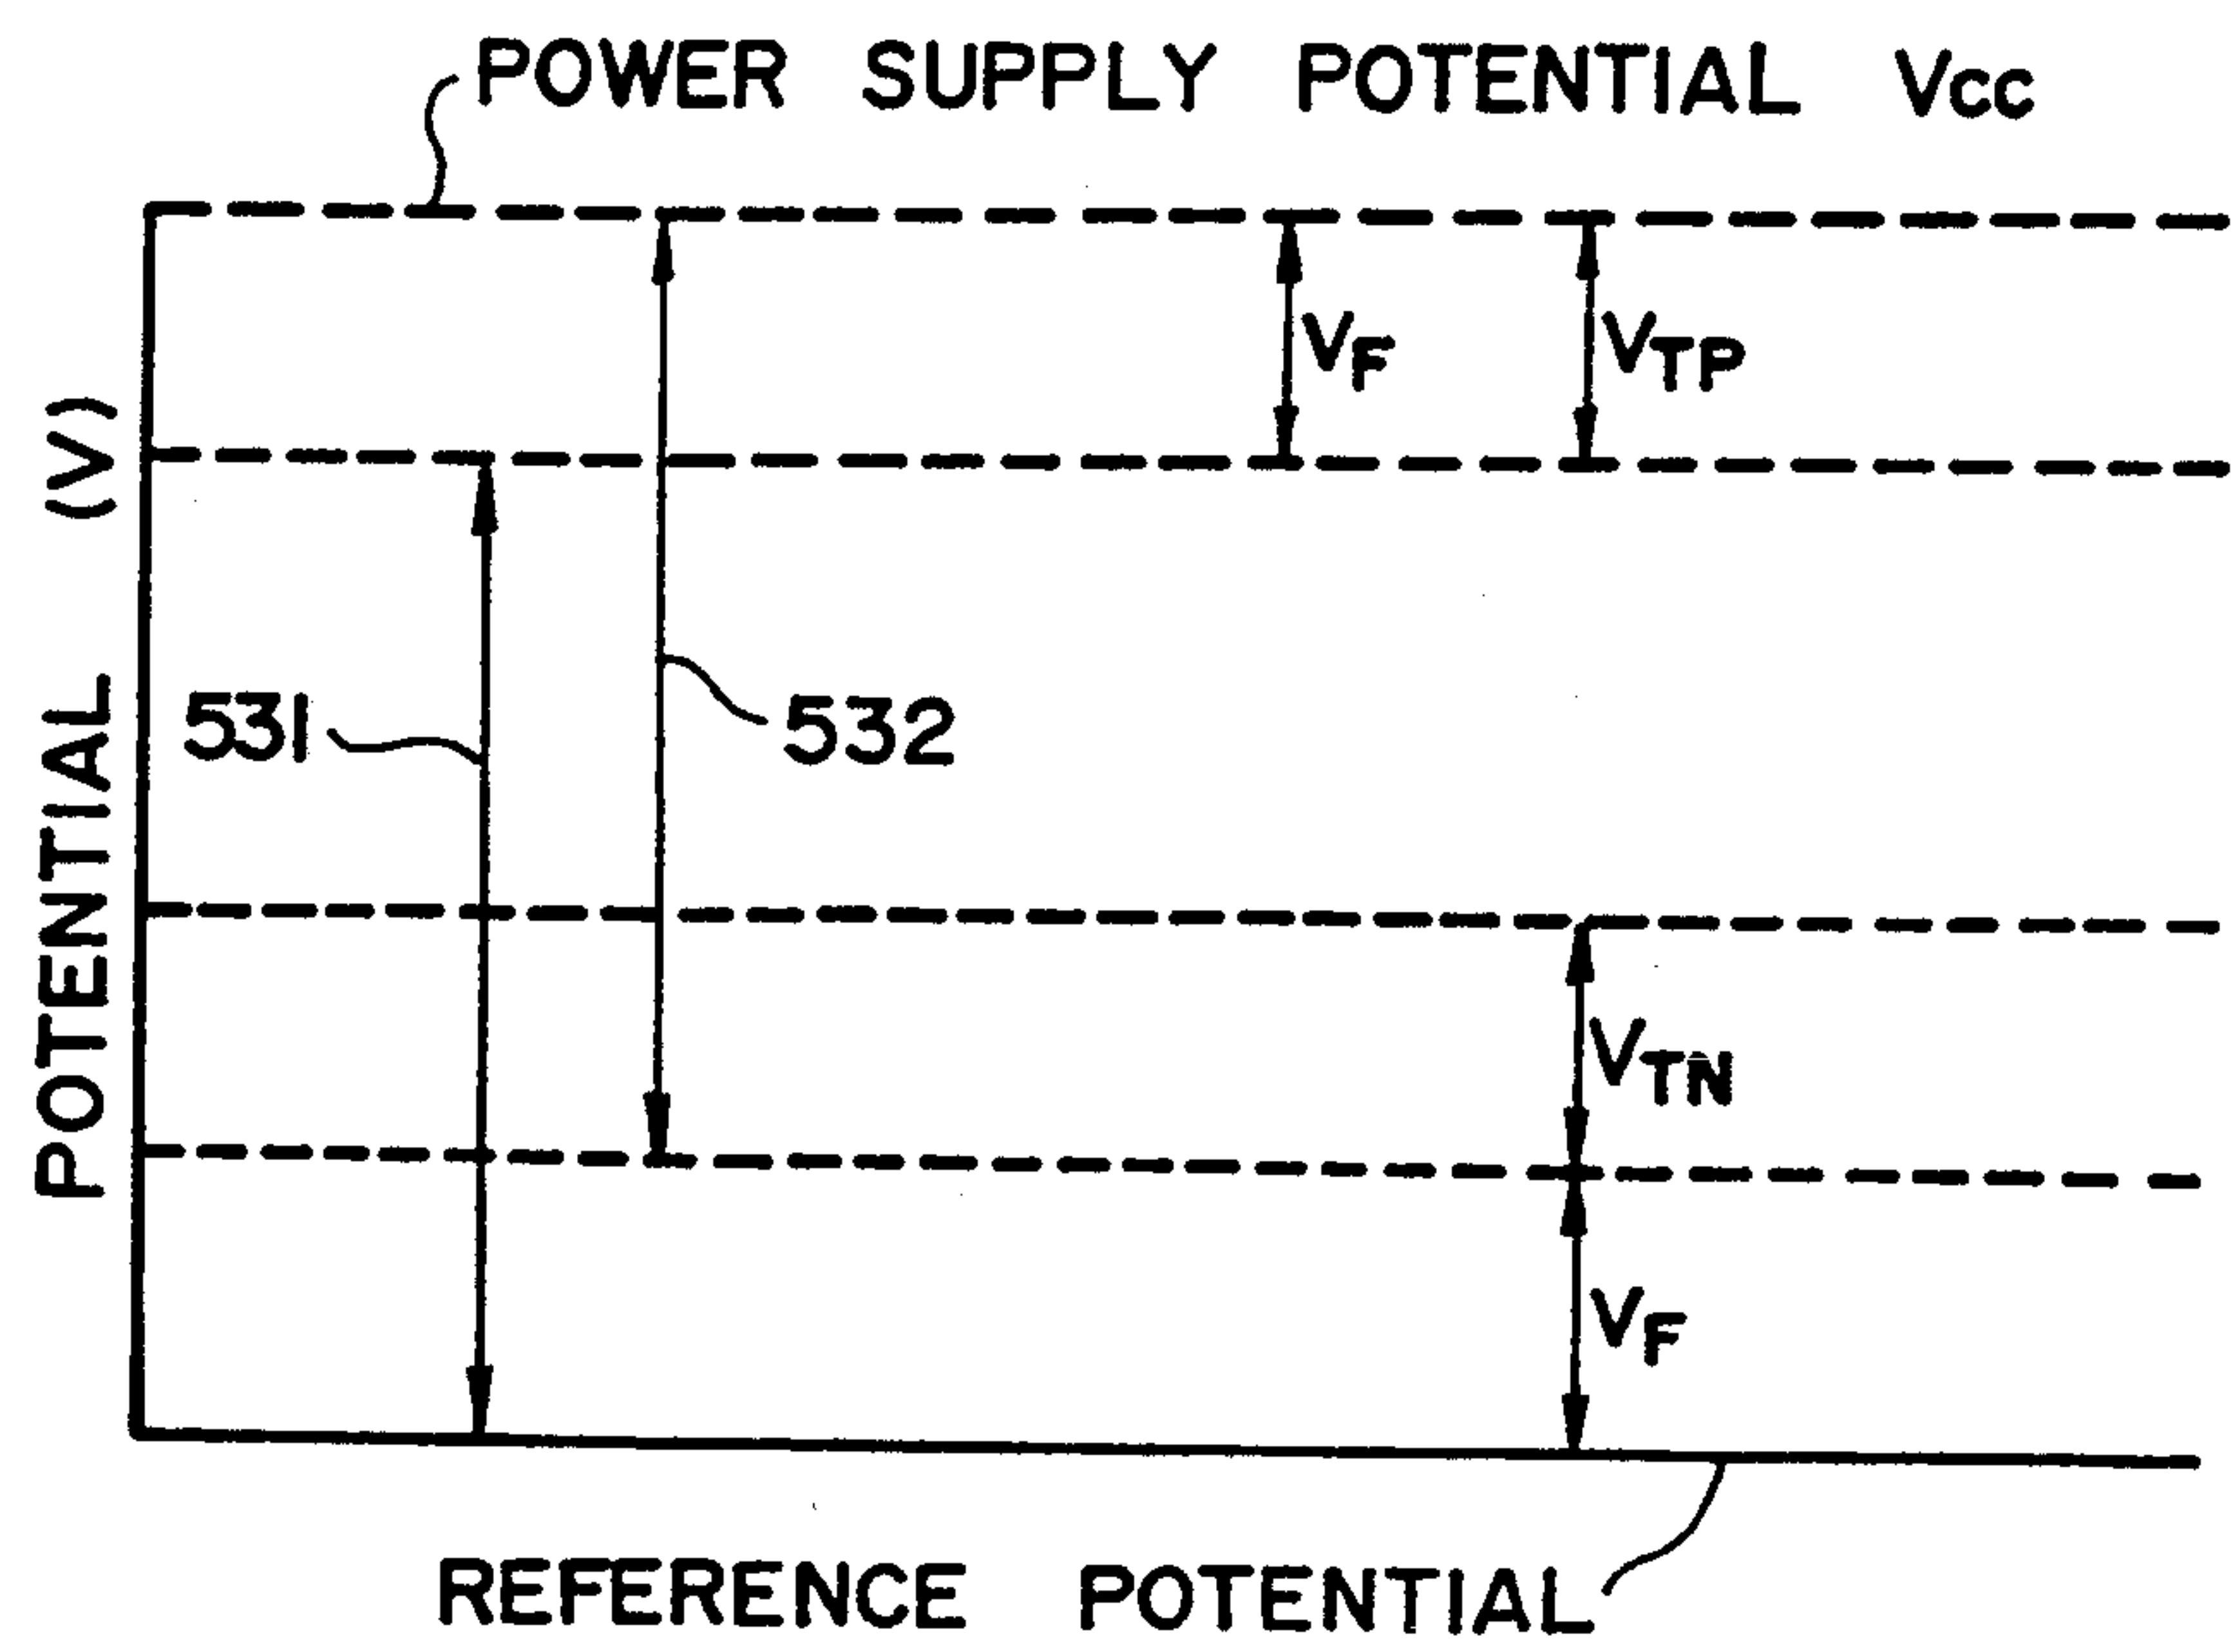 POWER SUPPLY POTENTIAL VCC
VF
VTP
POTENTIAL (V)
531
532
VTN
VF
REFERENCE POTENTIAL